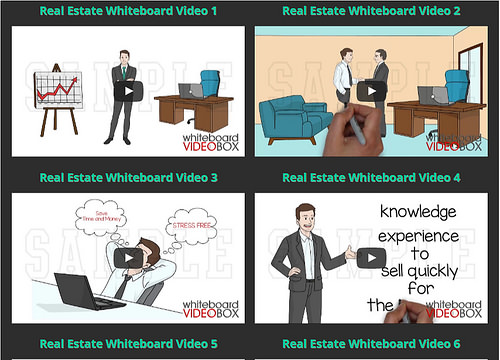 Real Estate Whiteboard Video 1
Real Estate Whiteboard Video 2
SAMPLE
whiteboard
VIDEOBOX
SAMPLE
whiteboard
VIDEOBOX
Real Estate Whiteboard Video 3
Real Estate Whiteboard Video 4
Save
Time and Money
STRESS FREE
SAMPLE
whiteboard
VIDEOBOX
knowledge
experience
to
sell quickly
for
the
SAMPLE
whiteboard
VIDEOBOX
Real Estate Whiteboard Video 5
Real Estate Whiteboard Video 6